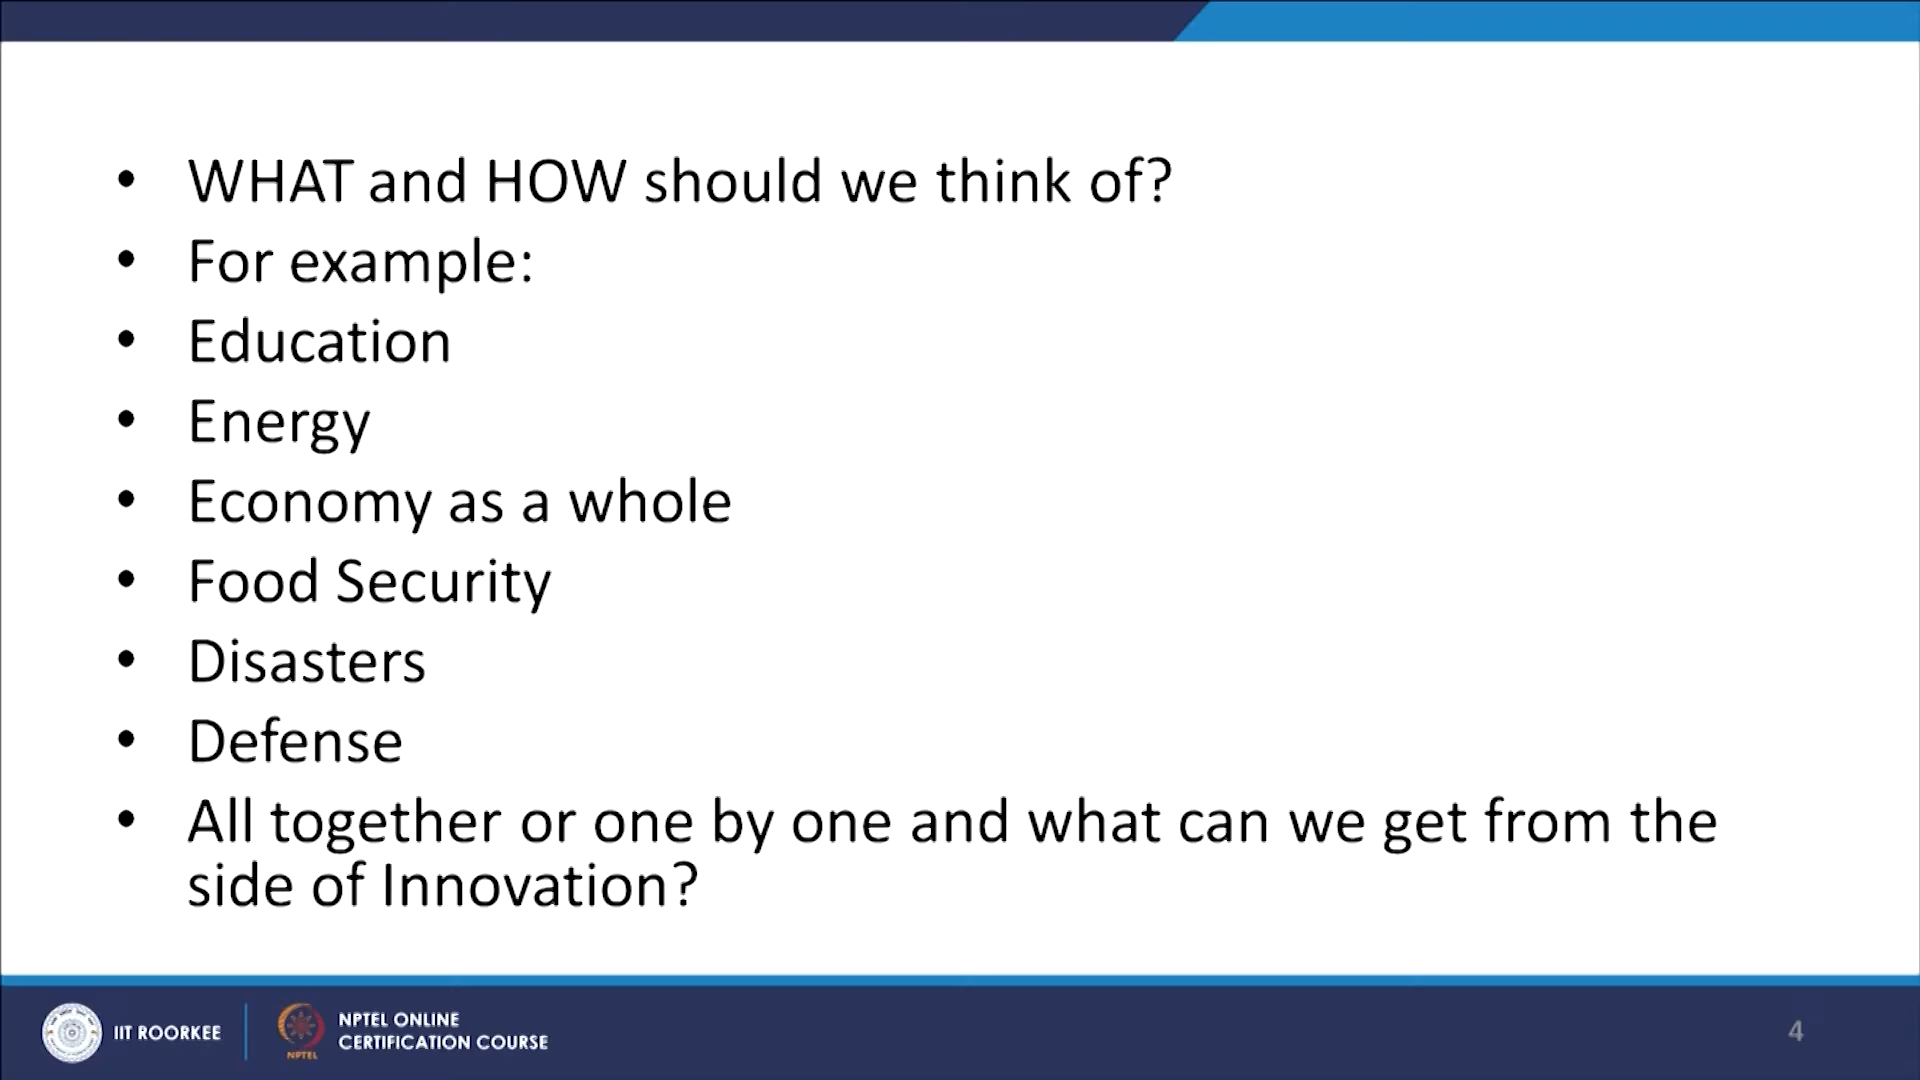 • WHAT and HOW should we think of?
• For example:
• Education
• Energy
• Economy as a whole
• Food Security
• Disasters
• Defense
• All together or one by one and what can we get from the
side of Innovation?
IIT ROORKEE
NPTEL
NPTEL ONLINE
CERTIFICATION COURSE
4